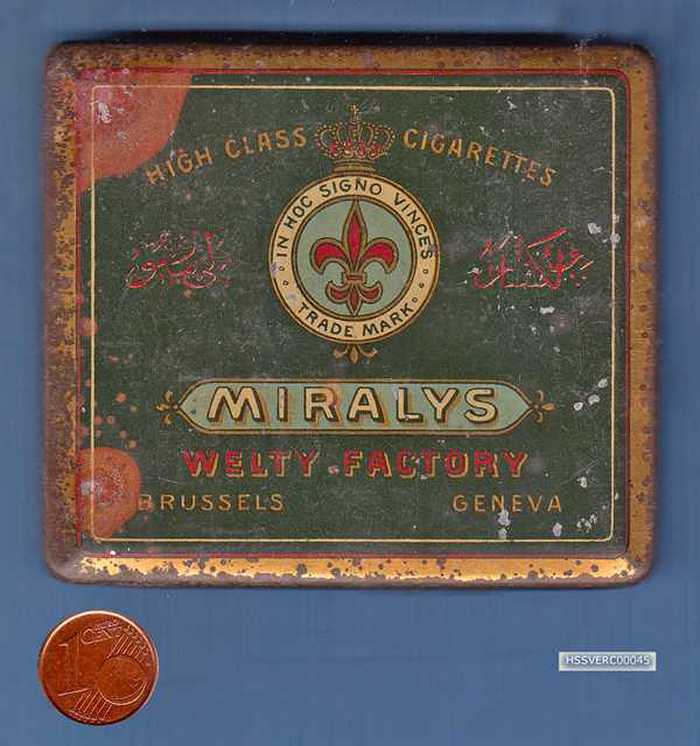 HIGH CLASS CIGARETTES
IN HOC SIGNO VINCES
TRADE MARK
MIRALYS
WELTY FACTORY
BRUSSELS GENEVA
1
CENT
HSSVERC00045